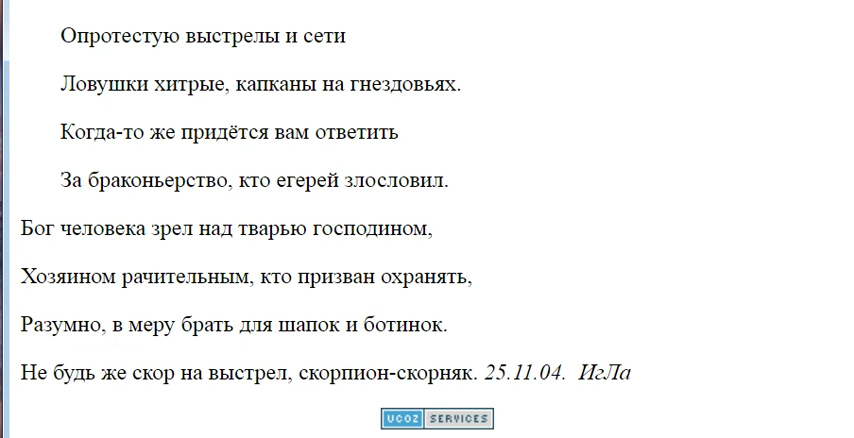 Опротестую выстрелы и сети
Ловушки хитрые, капканы на гнездовьях.
Когда-то же придётся вам ответить
За браконьерство, кто егерей злословил.
Бог человека зрел над тварью господином,
Хозяином рачительным, кто призван охранять,
Разумно, в меру брать для шапок и ботинок.
Не будь же скор на выстрел, скорпион-скорняк. 25.11.04. ИгЛа
UCOZ SERVICES